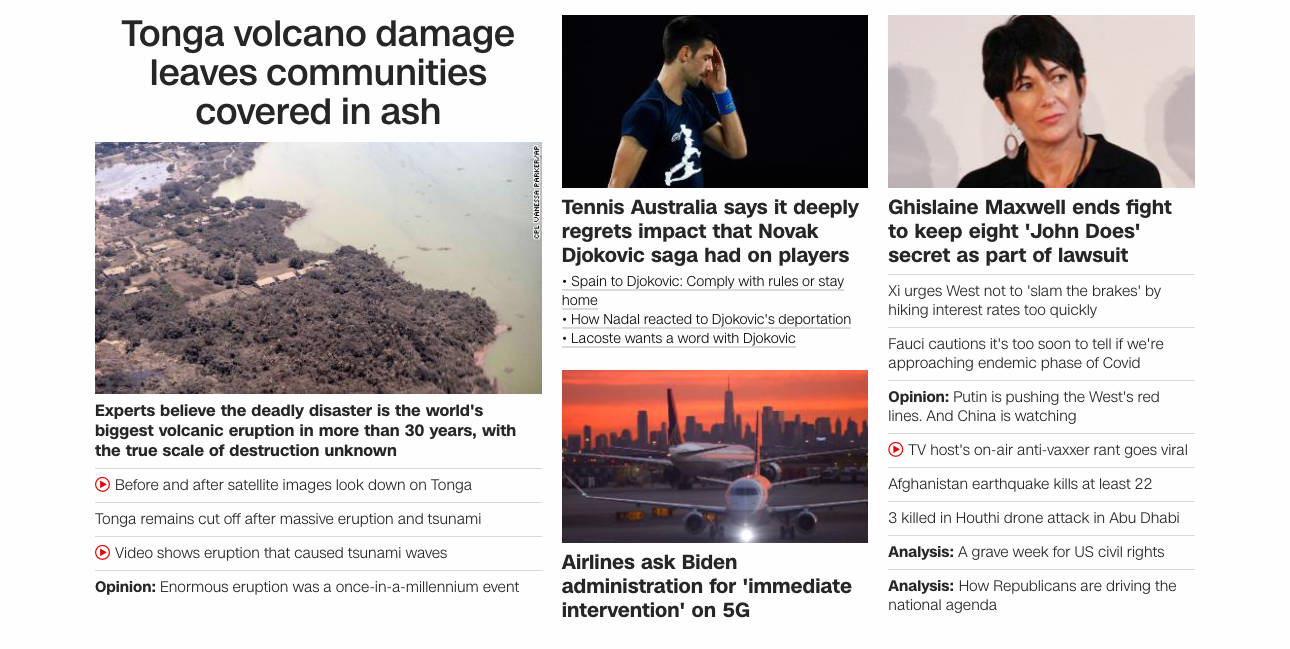 Tonga volcano damage
leaves communities
covered in ash
CPL VANESSA PARKER/AP
Experts believe the deadly disaster is the world's
biggest volcanic eruption in more than 30 years, with
the true scale of destruction unknown
Before and after satellite images look down on Tonga
Tonga remains cut off after massive eruption and tsunami
Video shows eruption that caused tsunami waves
Opinion: Enormous eruption was a once-in-a-millennium event
Tennis Australia says it deeply
regrets impact that Novak
Djokovic saga had on players
• Spain to Djokovic: Comply with rules or stay
home
• How Nadal reacted to Djokovic's deportation
• Lacoste wants a word with Djokovic
Airlines ask Biden
administration for 'immediate
intervention' on 5G
Ghislaine Maxwell ends fight
to keep eight 'John Does'
secret as part of lawsuit
Xi urges West not to 'slam the brakes' by
hiking interest rates too quickly
Fauci cautions it's too soon to tell if we're
approaching endemic phase of Covid
Opinion: Putin is pushing the West's red
lines. And China is watching
TV host's on-air anti-vaxxer rant goes viral
Afghanistan earthquake kills at least 22
3 killed in Houthi drone attack in Abu Dhabi
Analysis: A grave week for US civil rights
Analysis: How Republicans are driving the
national agenda